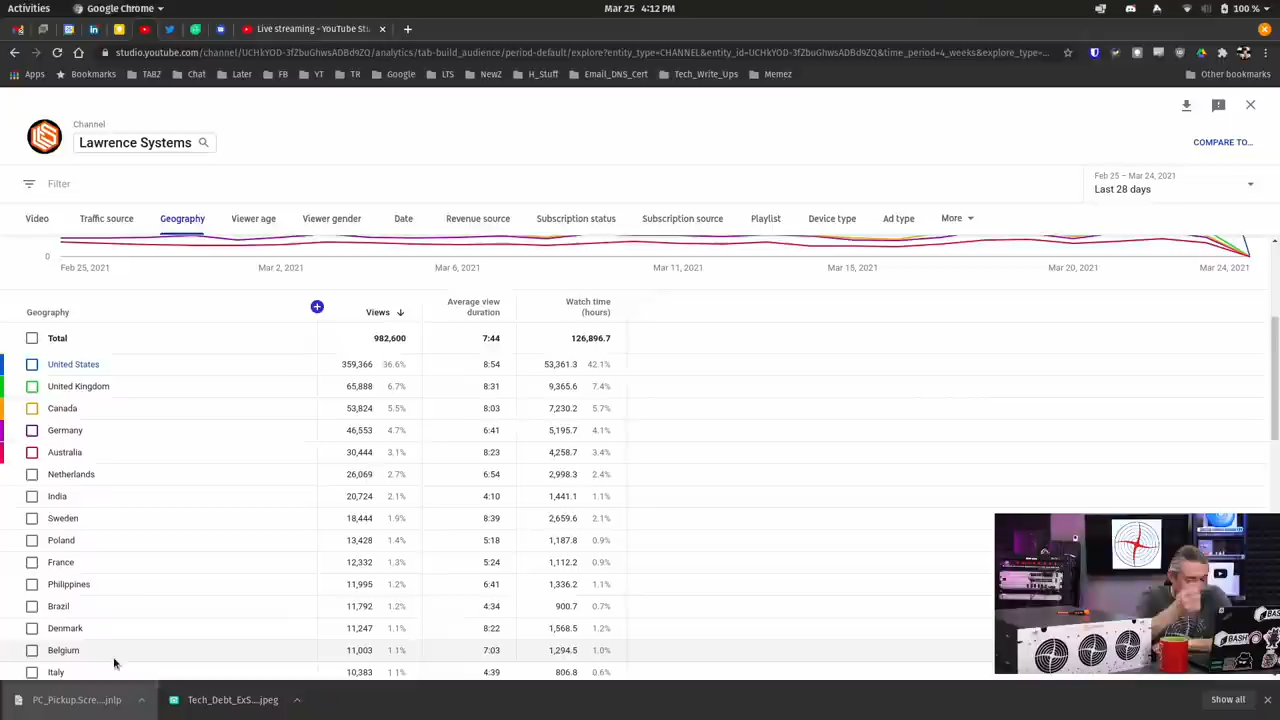 Activities Google Chrome Mar 25 4:12 PM 100 %
Live streaming - YouTube Stu
studio.youtube.com/channel/UCHkYOD-3fZbuGhwsADBd9ZQ/analytics/tab-build_audience/period-default/explore?entity_type=CHANNEL&entity_id=UCHkYOD-3fZbuGhwsADBd9ZQ&time_period=4_weeks&explore_type=...
Apps Bookmarks TABZ Chat Later FB YT TR Google LTS NewZ H_Stuff Email_DNS_Cert Tech_Write_Ups Memez Other bookmarks
Channel
Lawrence Systems
COMPARE TO...
Filter
Feb 25 – Mar 24, 2021
Last 28 days
Video Traffic source Geography Viewer age Viewer gender Date Revenue source Subscription status Subscription source Playlist Device type Ad type More
0
Feb 25, 2021 Mar 2, 2021 Mar 6, 2021 Mar 11, 2021 Mar 15, 2021 Mar 20, 2021 Mar 24, 2021
Geography Views Average view duration Watch time (hours)
Total 982,600 7:44 126,896.7
United States 359,366 36.6% 8:54 53,361.3 42.1%
United Kingdom 65,888 6.7% 8:31 9,365.6 7.4%
Canada 53,824 5.5% 8:03 7,230.2 5.7%
Germany 46,553 4.7% 6:41 5,195.7 4.1%
Australia 30,444 3.1% 8:23 4,258.7 3.4%
Netherlands 26,069 2.7% 6:54 2,998.3 2.4%
India 20,724 2.1% 4:10 1,441.1 1.1%
Sweden 18,444 1.9% 8:39 2,659.6 2.1%
Poland 13,428 1.4% 5:18 1,187.8 0.9%
France 12,332 1.3% 5:24 1,112.2 0.9%
Philippines 11,995 1.2% 6:41 1,336.2 1.1%
Brazil 11,792 1.2% 4:34 900.7 0.7%
Denmark 11,247 1.1% 8:22 1,568.5 1.2%
Belgium 11,003 1.1% 7:03 1,294.5 1.0%
Italy 10,383 1.1% 4:39 806.8 0.6%
BASH
BASH
PC_Pickup.Scre....jnlp Tech_Debt_ExS....jpeg Show all